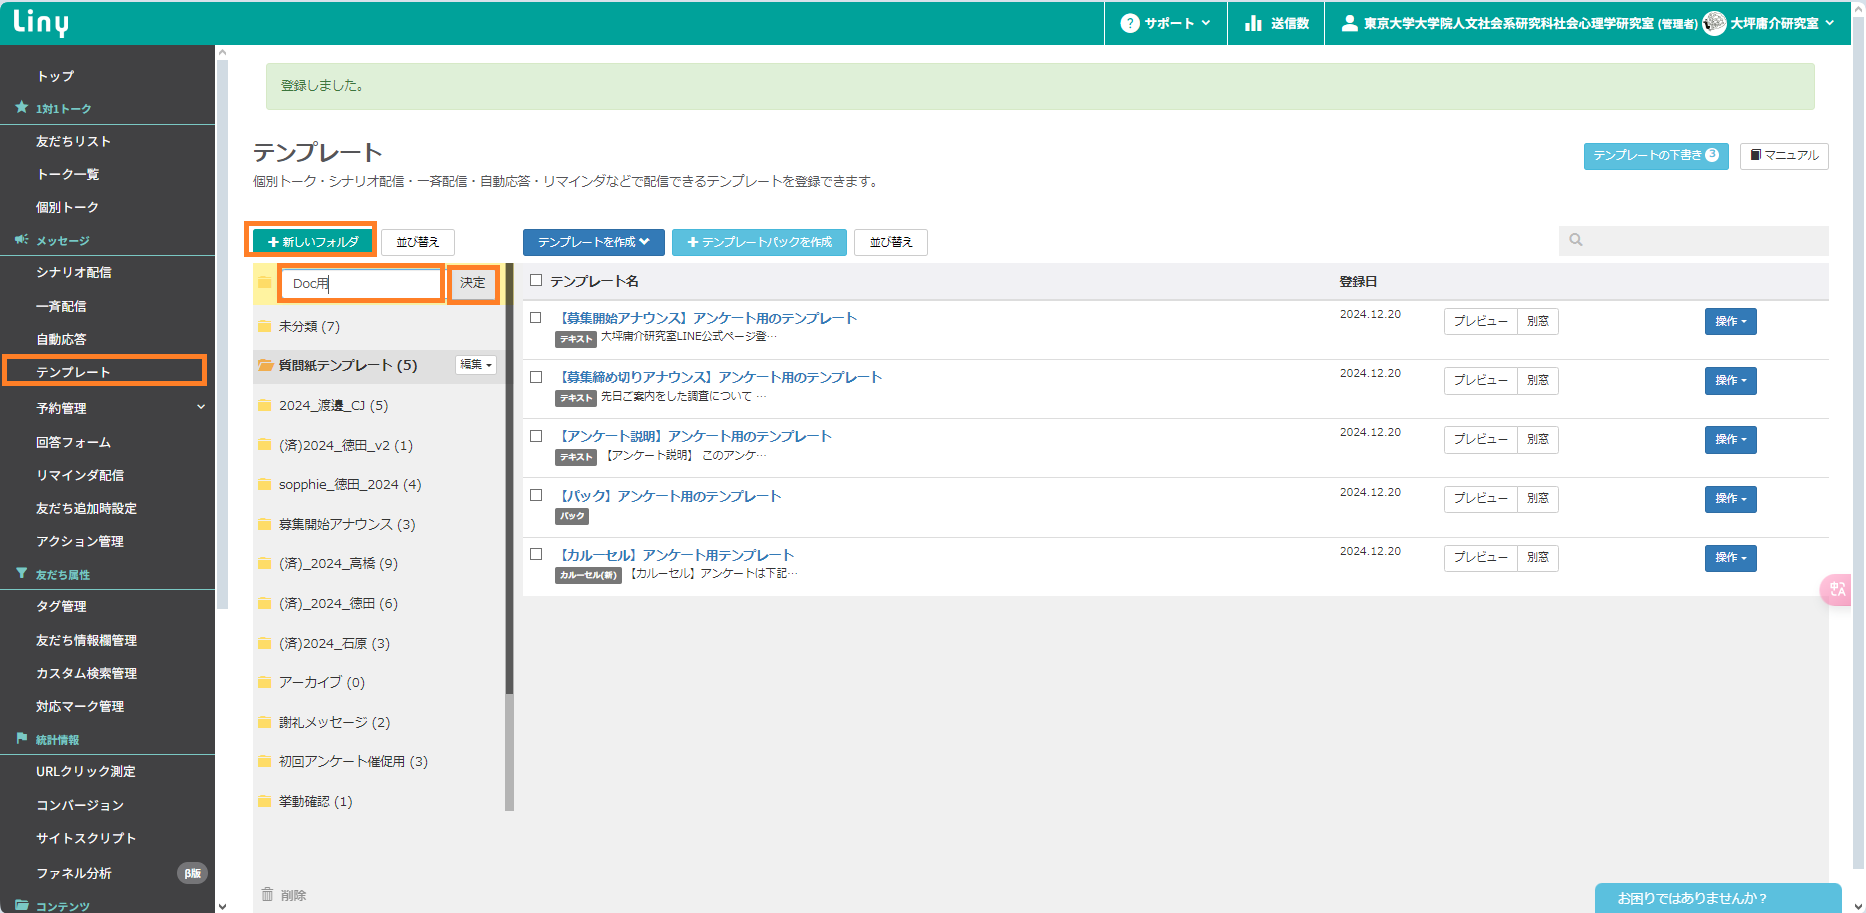 Liny
サポート
送信数
東京大学大学院人文社会系研究科社会心理学研究室 (管理者) 大坪庸介研究室
トップ
1対1トーク
友だちリスト
トーク一覧
個別トーク
メッセージ
シナリオ配信
一斉配信
自動応答
テンプレート
予約管理
回答フォーム
リマインダ配信
友だち追加時設定
アクション管理
友だち属性
タグ管理
友だち情報欄管理
カスタム検索管理
対応マーク管理
統計情報
URLクリック測定
コンバージョン
サイトスクリプト
ファネル分析 β版
コンテンツ
登録しました。
テンプレート
個別トーク・シナリオ配信・一斉配信・自動応答・リマインダなどで配信できるテンプレートを登録できます。
テンプレートの下書き 3
マニュアル
+ 新しいフォルダ
並び替え
Doc用
決定
未分類 (7)
質問紙テンプレート (5) 編集
2024_渡邊_CJ (5)
(済)2024_徳田_v2 (1)
sopphie_徳田_2024 (4)
募集開始アナウンス (3)
(済)_2024_高橋 (9)
(済)_2024_徳田 (6)
(済)2024_石原 (3)
アーカイブ (0)
謝礼メッセージ (2)
初回アンケート催促用 (3)
挙動確認 (1)
削除
テンプレートを作成
+ テンプレートパックを作成
並び替え
テンプレート名 登録日
【募集開始アナウンス】アンケート用のテンプレート 2024.12.20 プレビュー 別窓 操作
テキスト 大坪庸介研究室LINE公式ページ登…
【募集締め切りアナウンス】アンケート用のテンプレート 2024.12.20 プレビュー 別窓 操作
テキスト 先日ご案内をした調査について …
【アンケート説明】アンケート用のテンプレート 2024.12.20 プレビュー 別窓 操作
テキスト 【アンケート説明】 このアンケ…
【パック】アンケート用のテンプレート 2024.12.20 プレビュー 別窓 操作
パック
【カルーセル】アンケート用テンプレート 2024.12.20 プレビュー 別窓 操作
カルーセル(新) 【カルーセル】アンケートは下記…
お困りではありませんか？